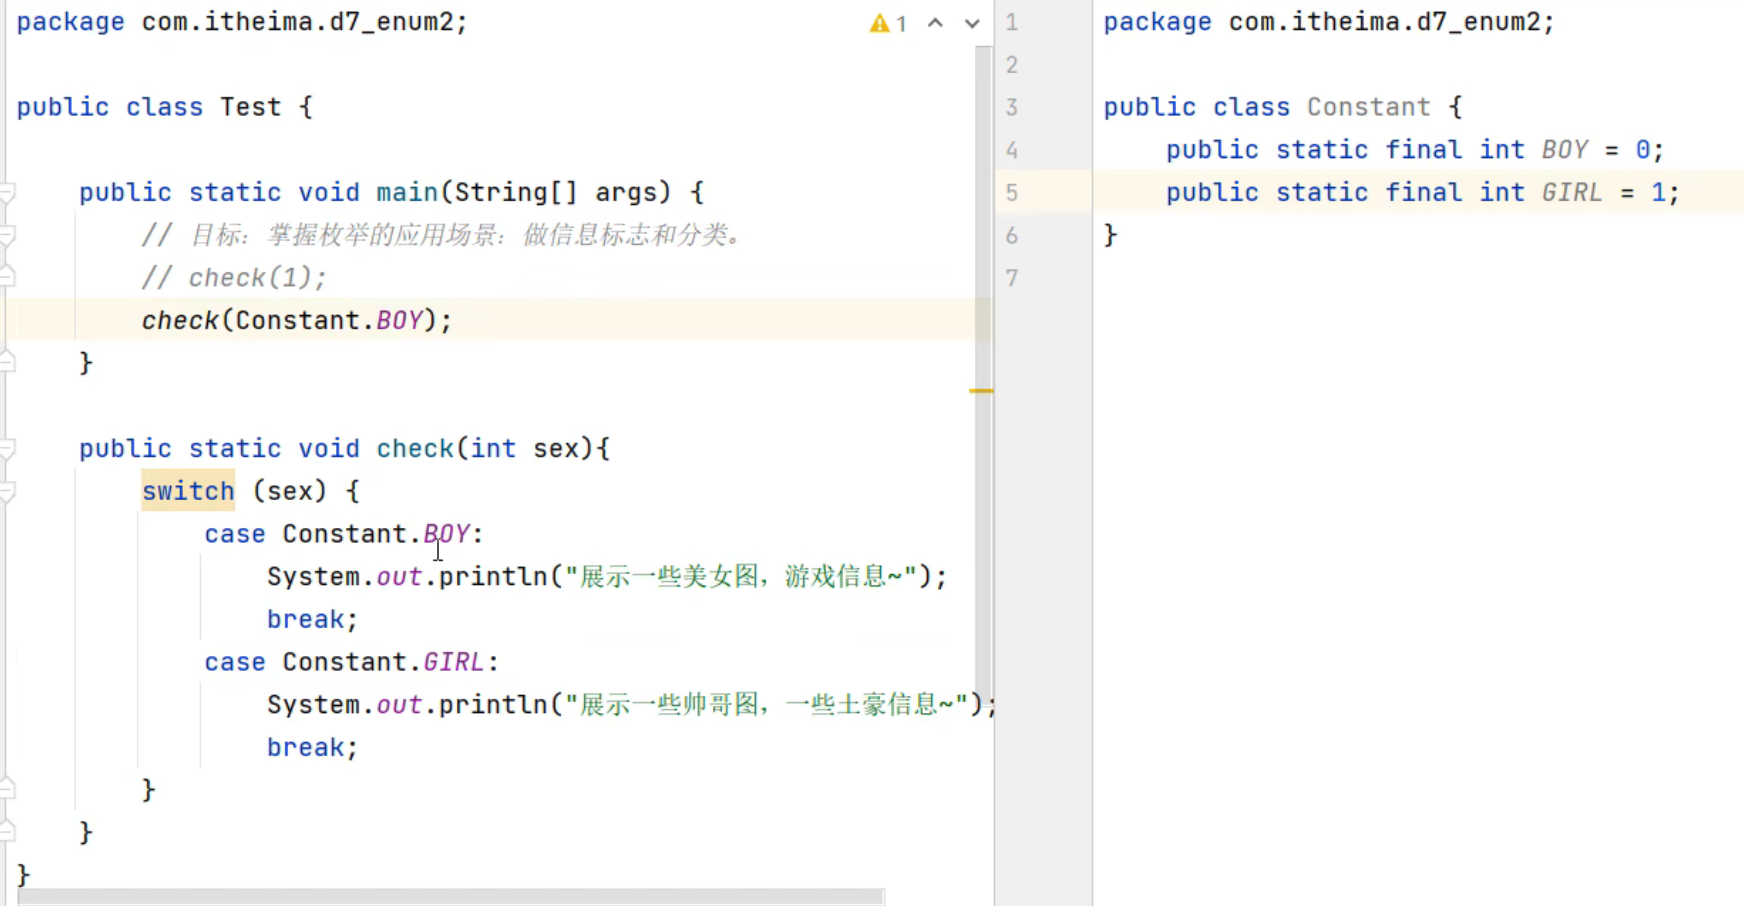 package com.itheima.d7_enum2;
1
public class Test {
public static void main(String[] args) {
// 目标：掌握枚举的应用场景：做信息标志和分类。
// check(1);
check(Constant.BOY);
}
public static void check(int sex){
switch (sex) {
case Constant.BOY:
System.out.println("展示一些美女图，游戏信息~");
break;
case Constant.GIRL:
System.out.println("展示一些帅哥图，一些土豪信息~");
break;
}
}
}
1 package com.itheima.d7_enum2;
2
3 public class Constant {
4 public static final int BOY = 0;
5 public static final int GIRL = 1;
6 }
7